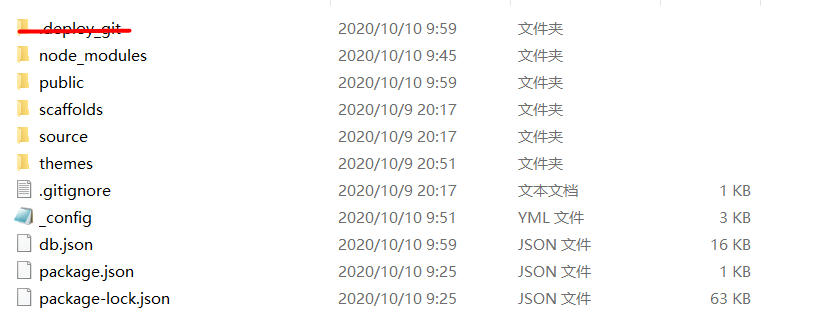 .deploy_git 2020/10/10 9:59 文件夹
node_modules 2020/10/10 9:45 文件夹
public 2020/10/10 9:59 文件夹
scaffolds 2020/10/9 20:17 文件夹
source 2020/10/9 20:17 文件夹
themes 2020/10/9 20:51 文件夹
.gitignore 2020/10/9 20:17 文本文档 1 KB
_config 2020/10/10 9:51 YML 文件 3 KB
db.json 2020/10/10 9:59 JSON 文件 16 KB
package.json 2020/10/10 9:25 JSON 文件 1 KB
package-lock.json 2020/10/10 9:25 JSON 文件 63 KB